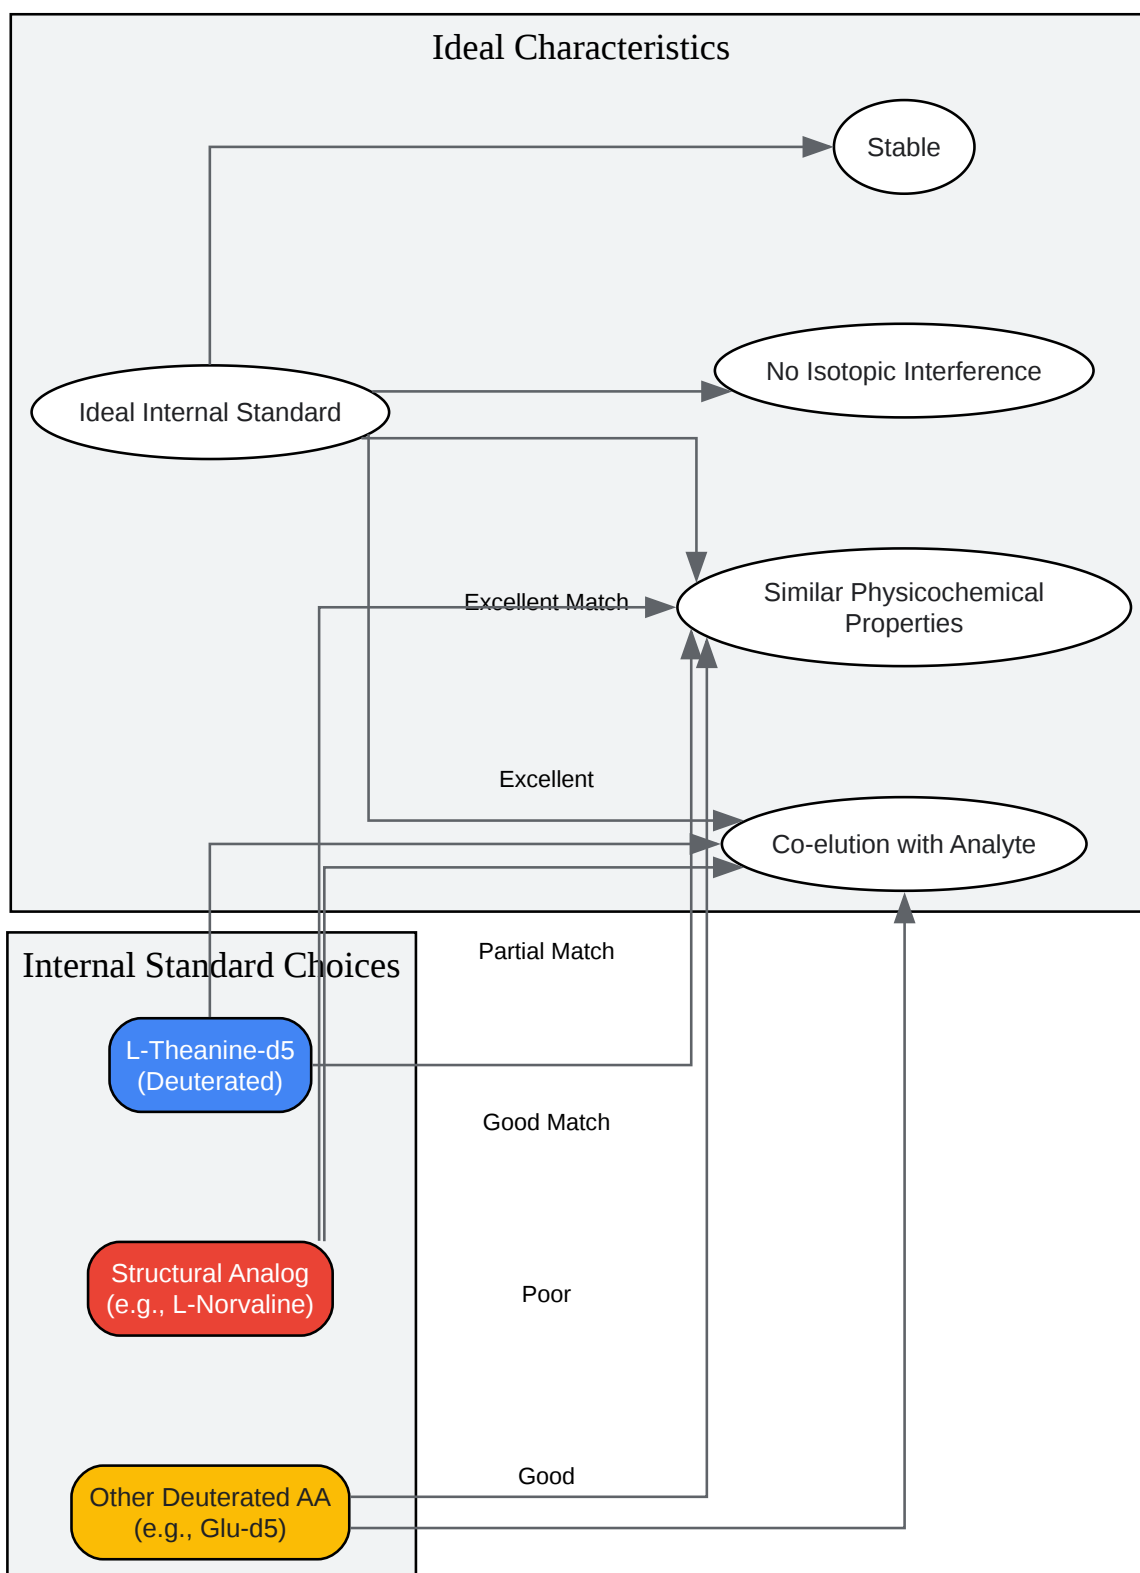 Ideal Characteristics
Stable
No Isotopic Interference
Ideal Internal Standard
Similar Physicochemical
Properties
Excellent Match
Excellent
Co-elution with Analyte
Partial Match
Internal Standard Choices
L-Theanine-d5
(Deuterated)
Good Match
Structural Analog
(e.g., L-Norvaline)
Poor
Good
Other Deuterated AA
(e.g., Glu-d5)